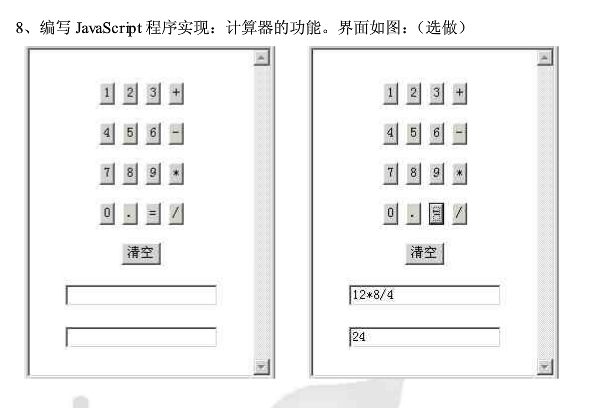 8、编写 JavaScript 程序实现：计算器的功能。界面如图：（选做）
1 2 3 + 1 2 3 +
4 5 6 - 4 5 6 -
7 8 9 * 7 8 9 *
0 . = / 0 . = /
清空 清空
12*8/4
24